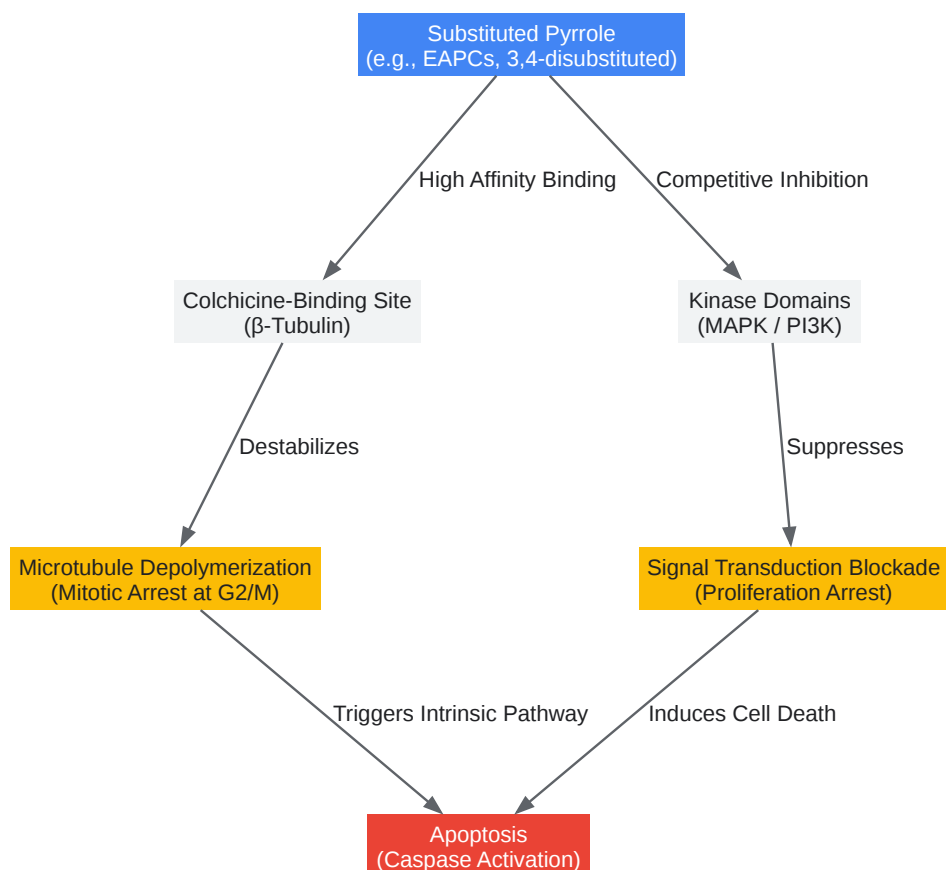 Substituted Pyrrole
(e.g., EAPCs, 3,4-disubstituted)
High Affinity Binding
Competitive Inhibition
Colchicine-Binding Site
(β-Tubulin)
Kinase Domains
(MAPK / PI3K)
Destabilizes
Suppresses
Microtubule Depolymerization
(Mitotic Arrest at G2/M)
Signal Transduction Blockade
(Proliferation Arrest)
Triggers Intrinsic Pathway
Induces Cell Death
Apoptosis
(Caspase Activation)